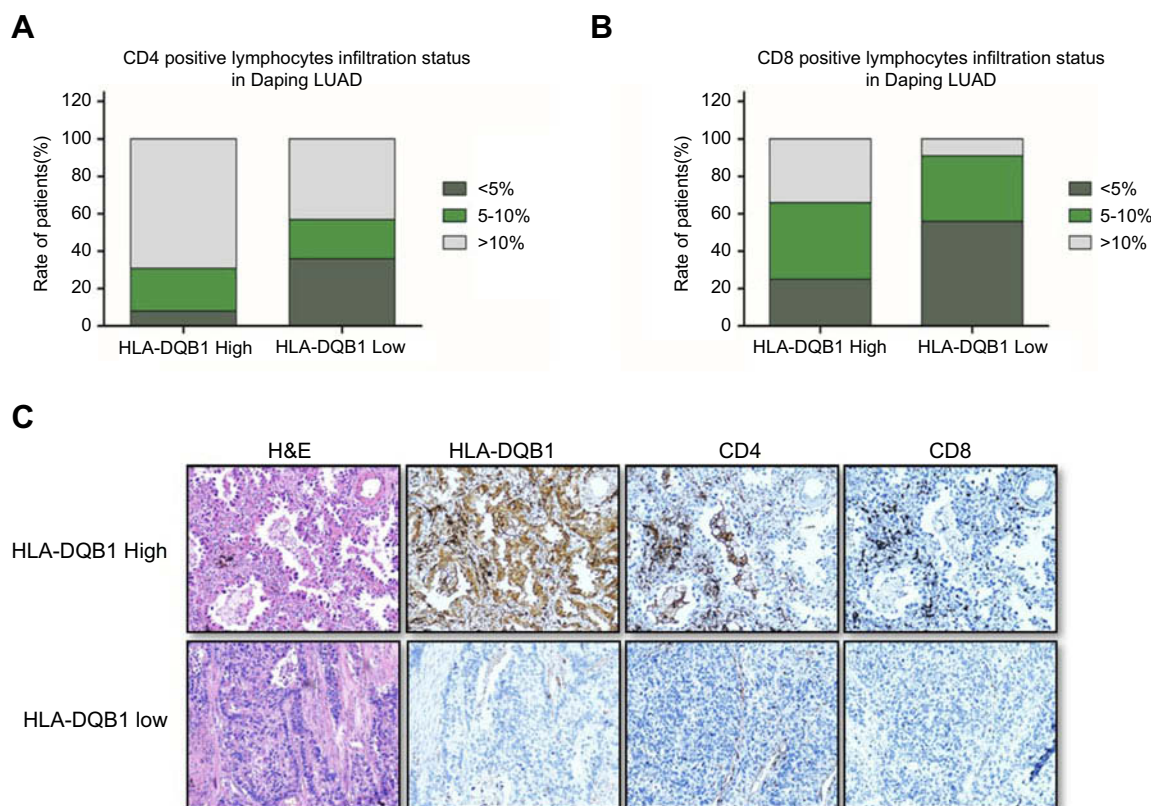 A
CD4 positive lymphocytes infiltration status
in Daping LUAD
Rate of patients(%)
120
100
80
60
40
20
0
HLA-DQB1 High
HLA-DQB1 Low
<5%
5-10%
>10%
B
CD8 positive lymphocytes infiltration status
in Daping LUAD
Rate of patients(%)
120
100
80
60
40
20
0
HLA-DQB1 High
HLA-DQB1 Low
<5%
5-10%
>10%
C
H&E
HLA-DQB1
CD4
CD8
HLA-DQB1 High
HLA-DQB1 low